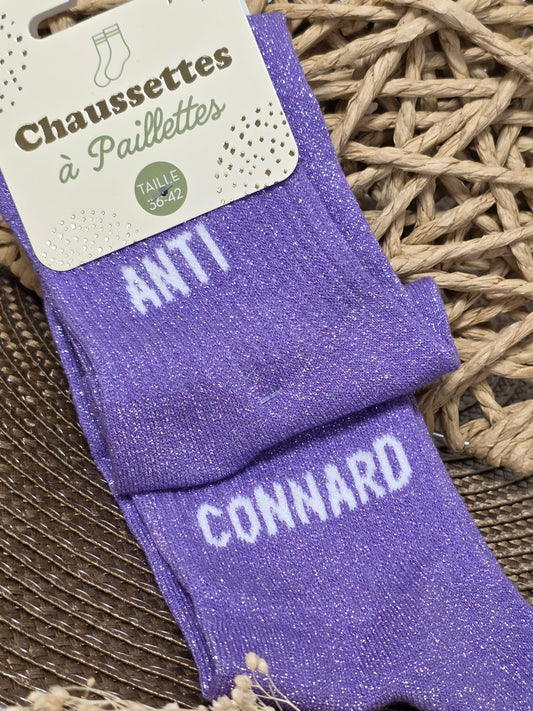 Chaussettes
à Paillettes
TAILLE
36-42
ANTI
CONNARD